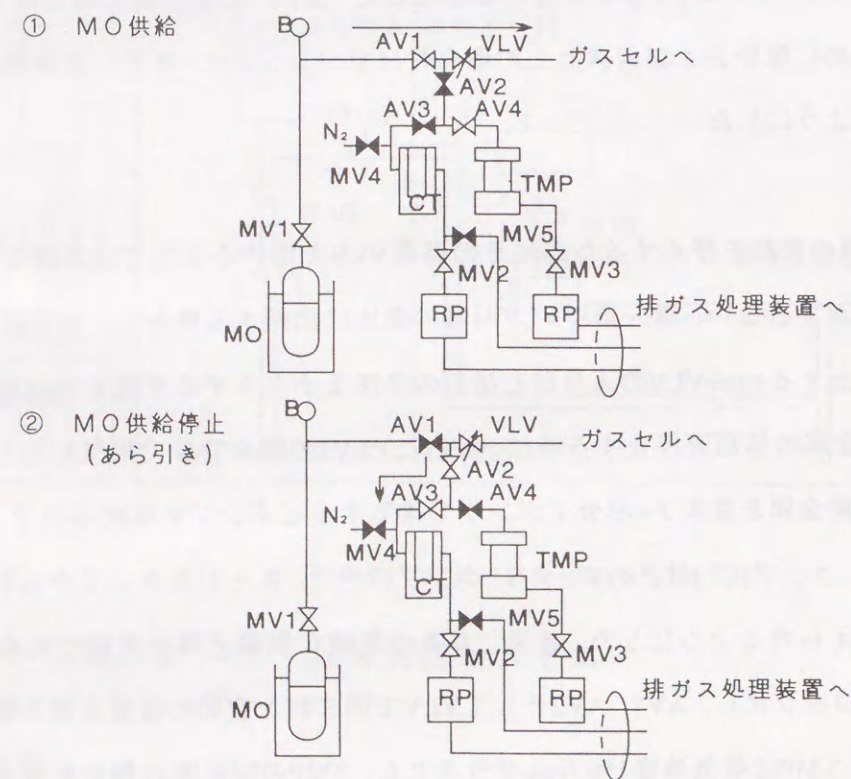 ① MO供給
B
AV1 VLV
ガスセルへ
AV2
AV3 AV4
N₂
MV4
CT
TMP
MV1
MV5
MV2 MV3
MO
RP RP
排ガス処理装置へ
② MO供給停止
(あら引き)
B
AV1 VLV
ガスセルへ
AV2
AV3 AV4
N₂
MV4
CT
TMP
MV1
MV5
MV2 MV3
MO
RP RP
排ガス処理装置へ